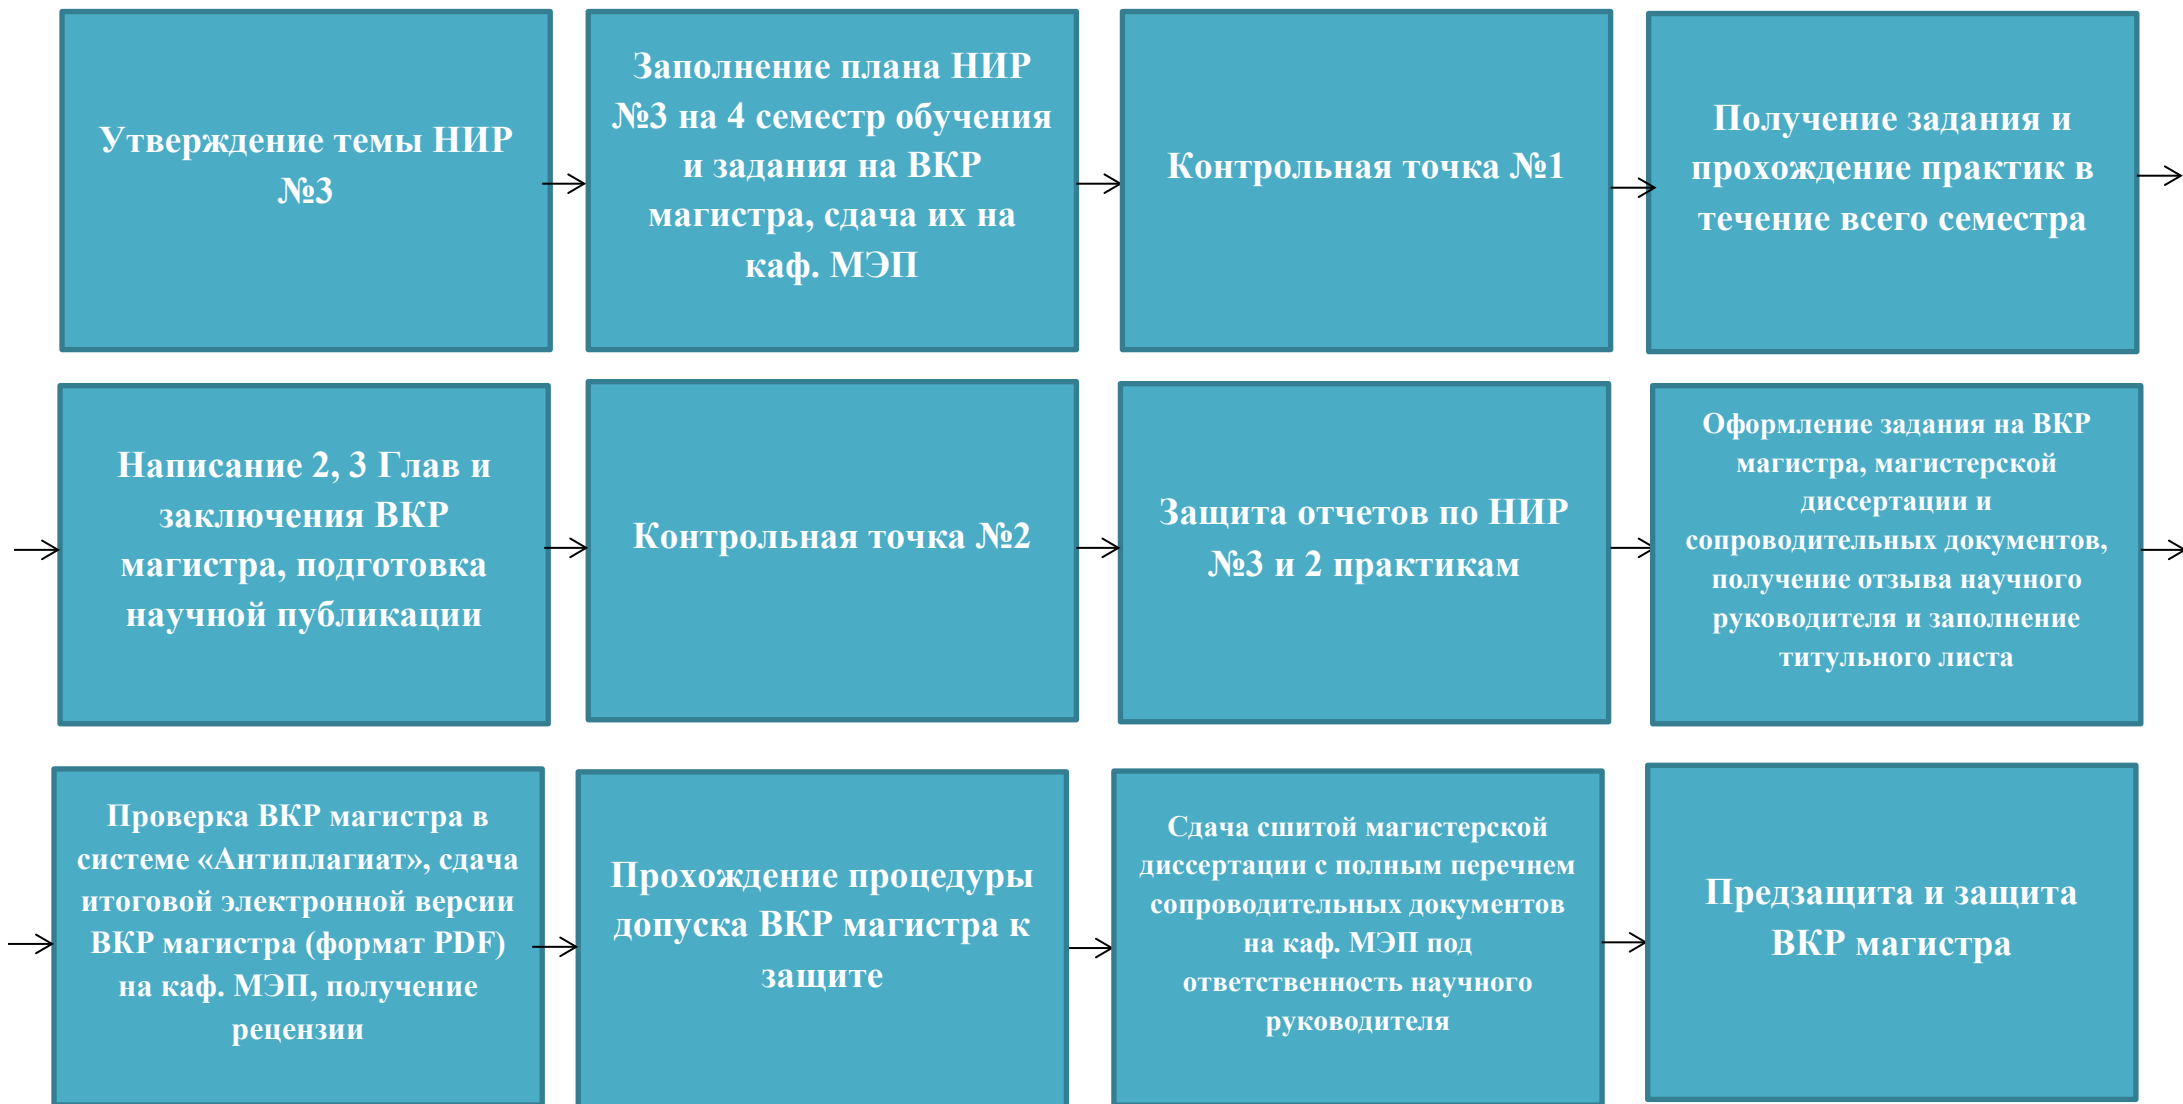 Утверждение темы НИР
№3
Заполнение плана НИР
№3 на 4 семестр обучения
и задания на ВКР
магистра, сдача их на
каф. МЭП
Контрольная точка №1
Получение задания и
прохождение практик в
течение всего семестра
Написание 2, 3 Глав и
заключения ВКР
магистра, подготовка
научной публикации
Контрольная точка №2
Защита отчетов по НИР
№3 и 2 практикам
Оформление задания на ВКР
магистра, магистерской
диссертации и
сопроводительных документов,
получение отзыва научного
руководителя и заполнение
титульного листа
Проверка ВКР магистра в
системе «Антиплагиат», сдача
итоговой электронной версии
ВКР магистра (формат PDF)
на каф. МЭП, получение
рецензии
Прохождение процедуры
допуска ВКР магистра к
защите
Сдача сшитой магистерской
диссертации с полным перечнем
сопроводительных документов
на каф. МЭП под
ответственность научного
руководителя
Предзащита и защита
ВКР магистра